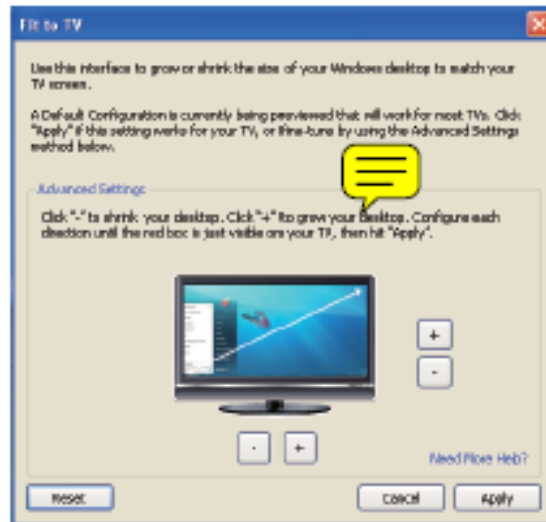 Fit to TV
Use this interface to grow or shrink the size of your Windows desktop to match your
TV screen.
A Default Configuration is currently being previewed that will work for most TVs. Click
"Apply" if this setting works for your TV, or fine-tune by using the Advanced Settings
method below.
Advanced Settings
Click "-" to shrink your desktop. Click "+" to grow your desktop. Configure each
direction until the red box is just visible on your TV, then hit "Apply".
+
-
- +
Need More Help?
Reset Cancel Apply